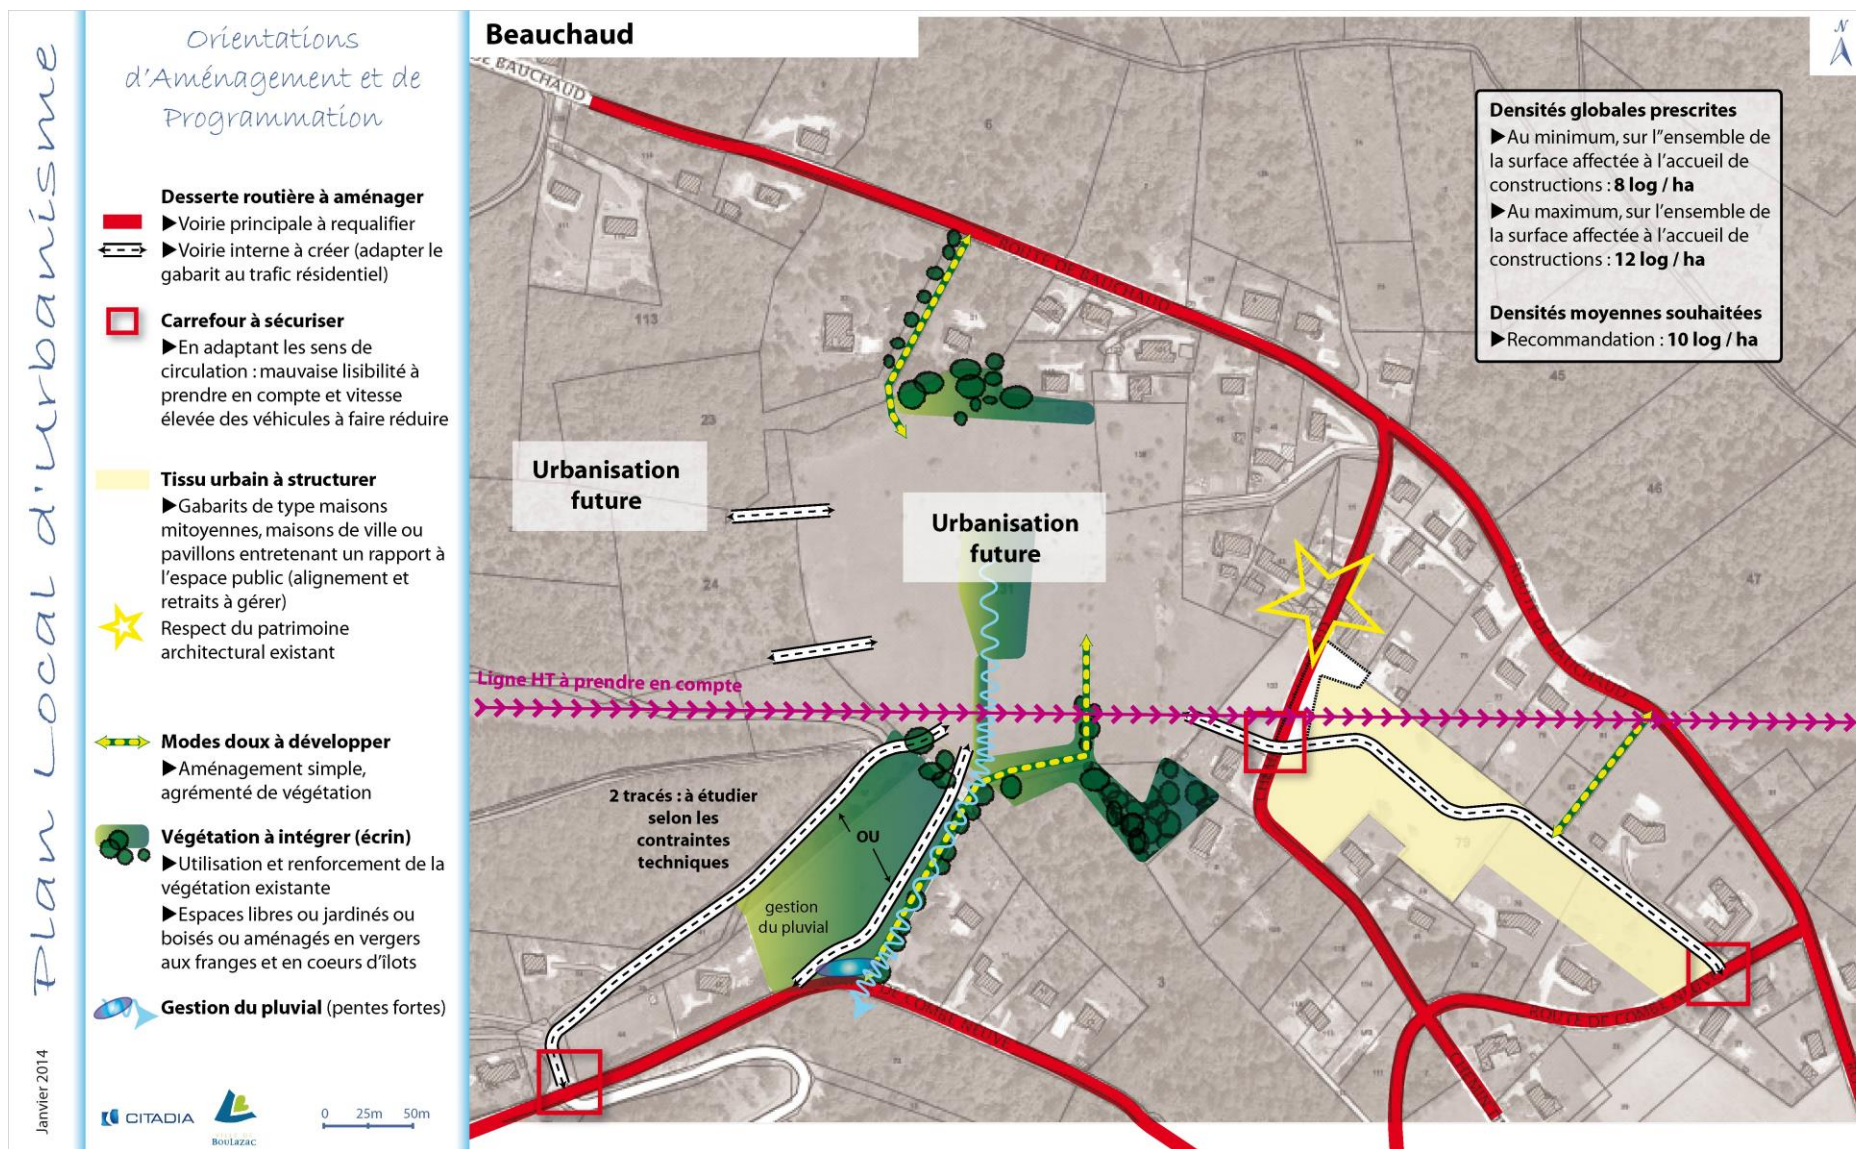 Plan Local d'urbanisme
Janvier 2014
Orientations
d'Aménagement et de
Programmation
Desserte routière à aménager
▶Voirie principale à requalifier
▶Voirie interne à créer (adapter le
gabarit au trafic résidentiel)
Carrefour à sécuriser
▶En adaptant les sens de
circulation : mauvaise lisibilité à
prendre en compte et vitesse
élevée des véhicules à faire réduire
Tissu urbain à structurer
▶Gabarits de type maisons
mitoyennes, maisons de ville ou
pavillons entretenant un rapport à
l'espace public (alignement et
retraits à gérer)
Respect du patrimoine
architectural existant
Modes doux à développer
▶Aménagement simple,
agrémenté de végétation
Végétation à intégrer (écrin)
▶Utilisation et renforcement de la
végétation existante
▶Espaces libres ou jardinés ou
boisés ou aménagés en vergers
aux franges et en coeurs d'îlots
Gestion du pluvial (pentes fortes)
CITADIA
BOULAZAC
0 25m 50m
Beauchaud
N
DE BAUCHAUD
Densités globales prescrites
▶Au minimum, sur l''ensemble de
la surface affectée à l'accueil de
constructions : 8 log / ha
▶Au maximum, sur l'ensemble de
la surface affectée à l'accueil de
constructions : 12 log / ha
Densités moyennes souhaitées
▶Recommandation : 10 log / ha
ROUTE DE BAUCHAUD
6
113
23
45
46
47
24
31
79
3
Urbanisation
future
Urbanisation
future
ROUTE DE BAUCHAUD
Ligne HT à prendre en compte
2 tracés : à étudier
selon les
contraintes
techniques
OU
gestion
du pluvial
DE COMBE NEUVE
ROUTE DE COMBE NEUVE
CHEMIN